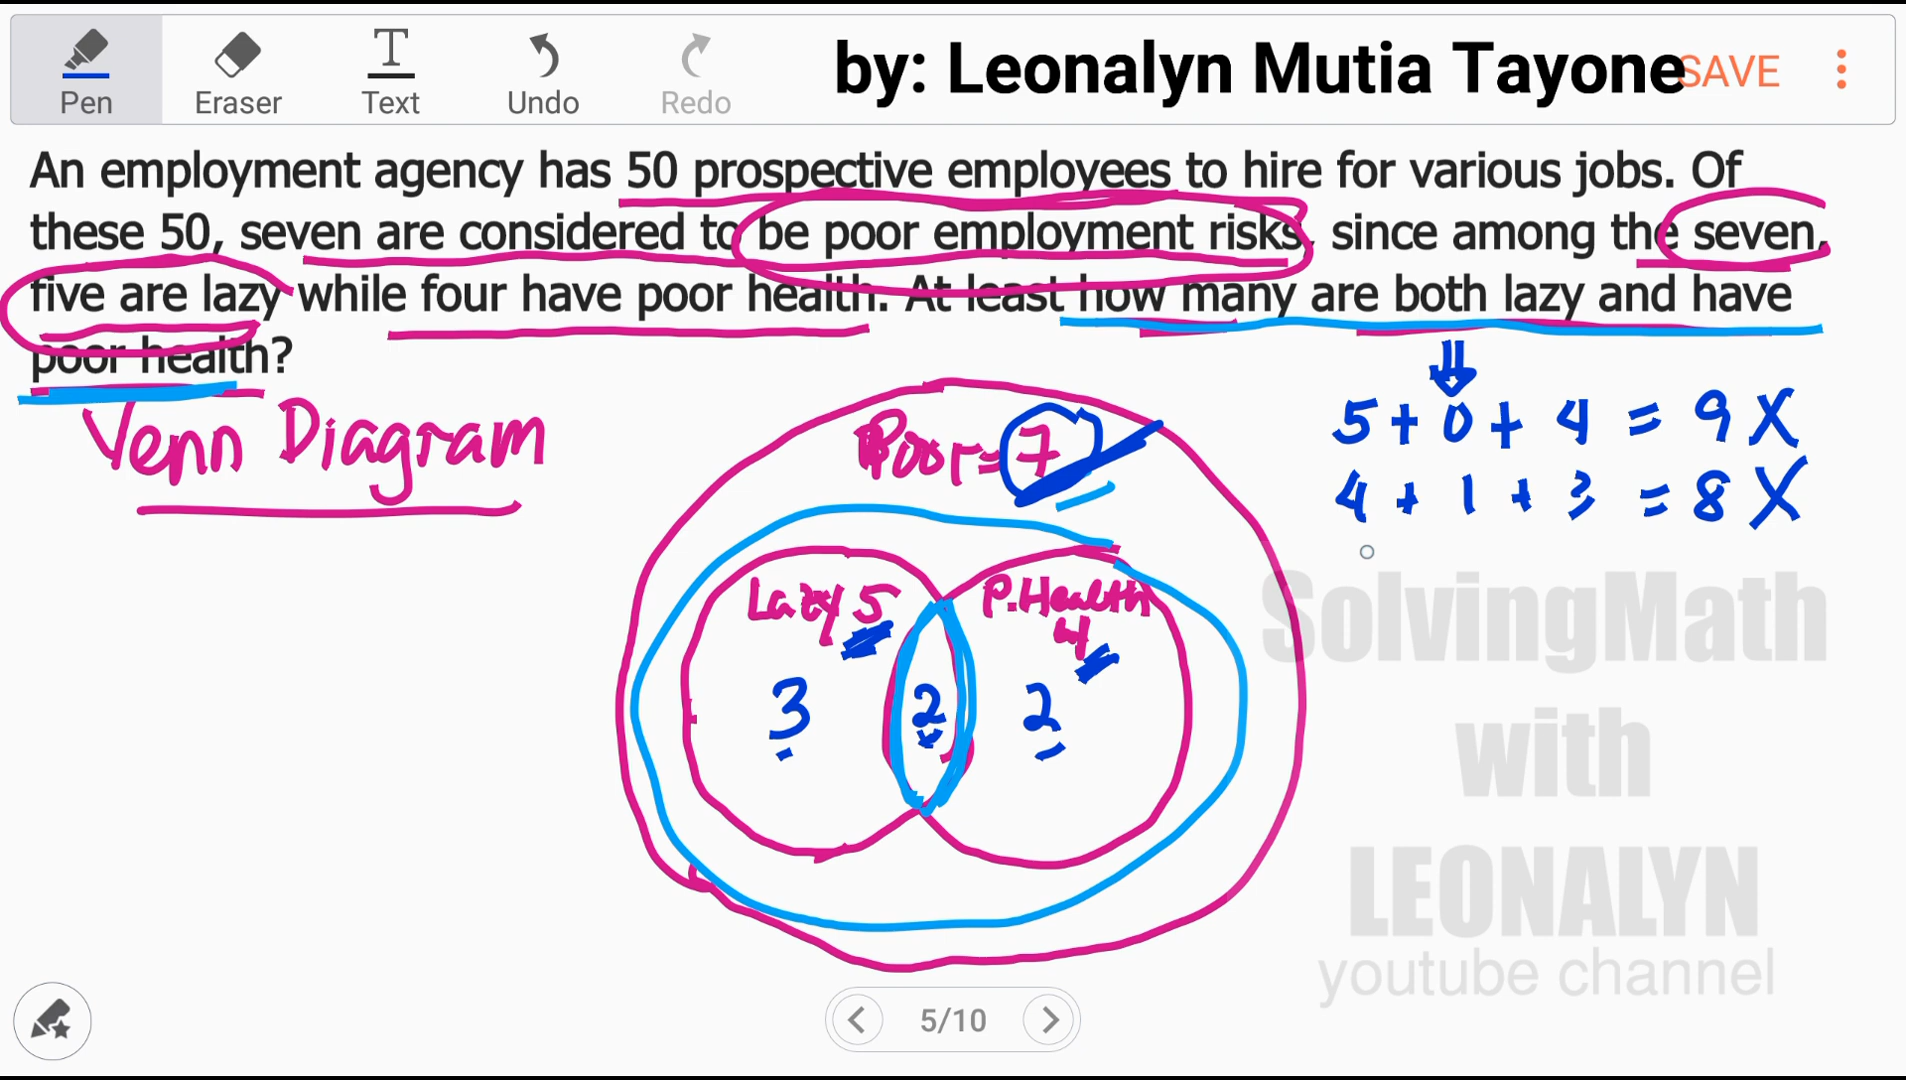 Pen
Eraser
Text
Undo
Redo
by: Leonalyn Mutia Tayone
SAVE
An employment agency has 50 prospective employees to hire for various jobs. Of
these 50, seven are considered to be poor employment risks, since among the seven,
five are lazy while four have poor health. At least how many are both lazy and have
poor health?
Venn Diagram
Poor=7
5+0+4=9X
4+1+3=8X
Lazy 5
P.Health
4
3
2
2
SolvingMath
with
LEONALYN
youtube channel
5/10